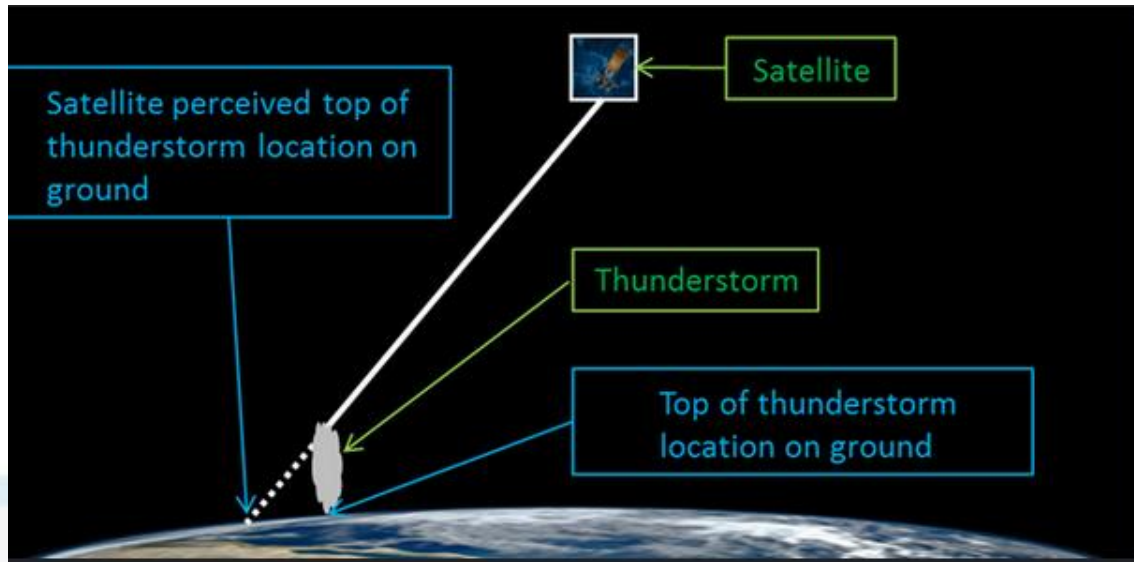 Satellite
Satellite perceived top of
thunderstorm location on
ground
Thunderstorm
Top of thunderstorm
location on ground